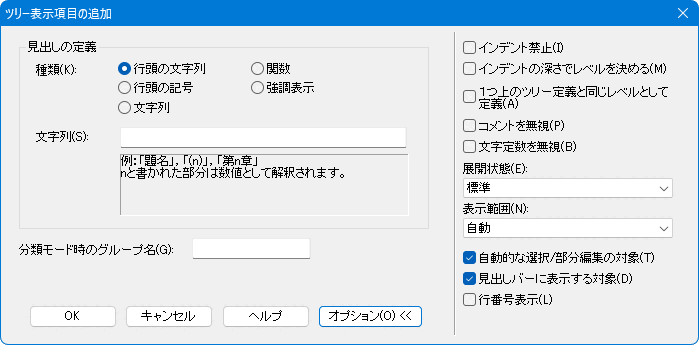 ツリー表示項目の追加
見出しの定義
種類(K):
行頭の文字列
関数
行頭の記号
強調表示
文字列
文字列(S):
例：「題名」，「(n)」，「第n章」
nと書かれた部分は数値として解釈されます。
分類モード時のグループ名(G):
OK
キャンセル
ヘルプ
オプション(O) <<
インデント禁止(I)
インデントの深さでレベルを決める(M)
1つ上のツリー定義と同じレベルとして
定義(A)
コメントを無視(P)
文字定数を無視(B)
展開状態(E):
標準
表示範囲(N):
自動
自動的な選択/部分編集の対象(T)
見出しバーに表示する対象(D)
行番号表示(L)